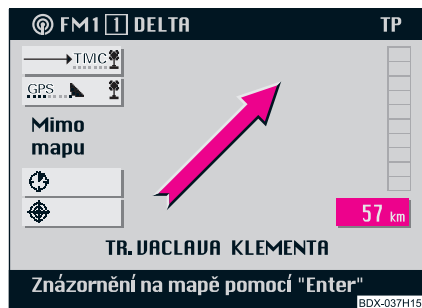 FM1 1 DELTA TP
TMC
GPS
Mimo
mapu
57 km
TR. VACLAVA KLEMENTA
Znázornění na mapě pomocí "Enter"
BDX-037H15